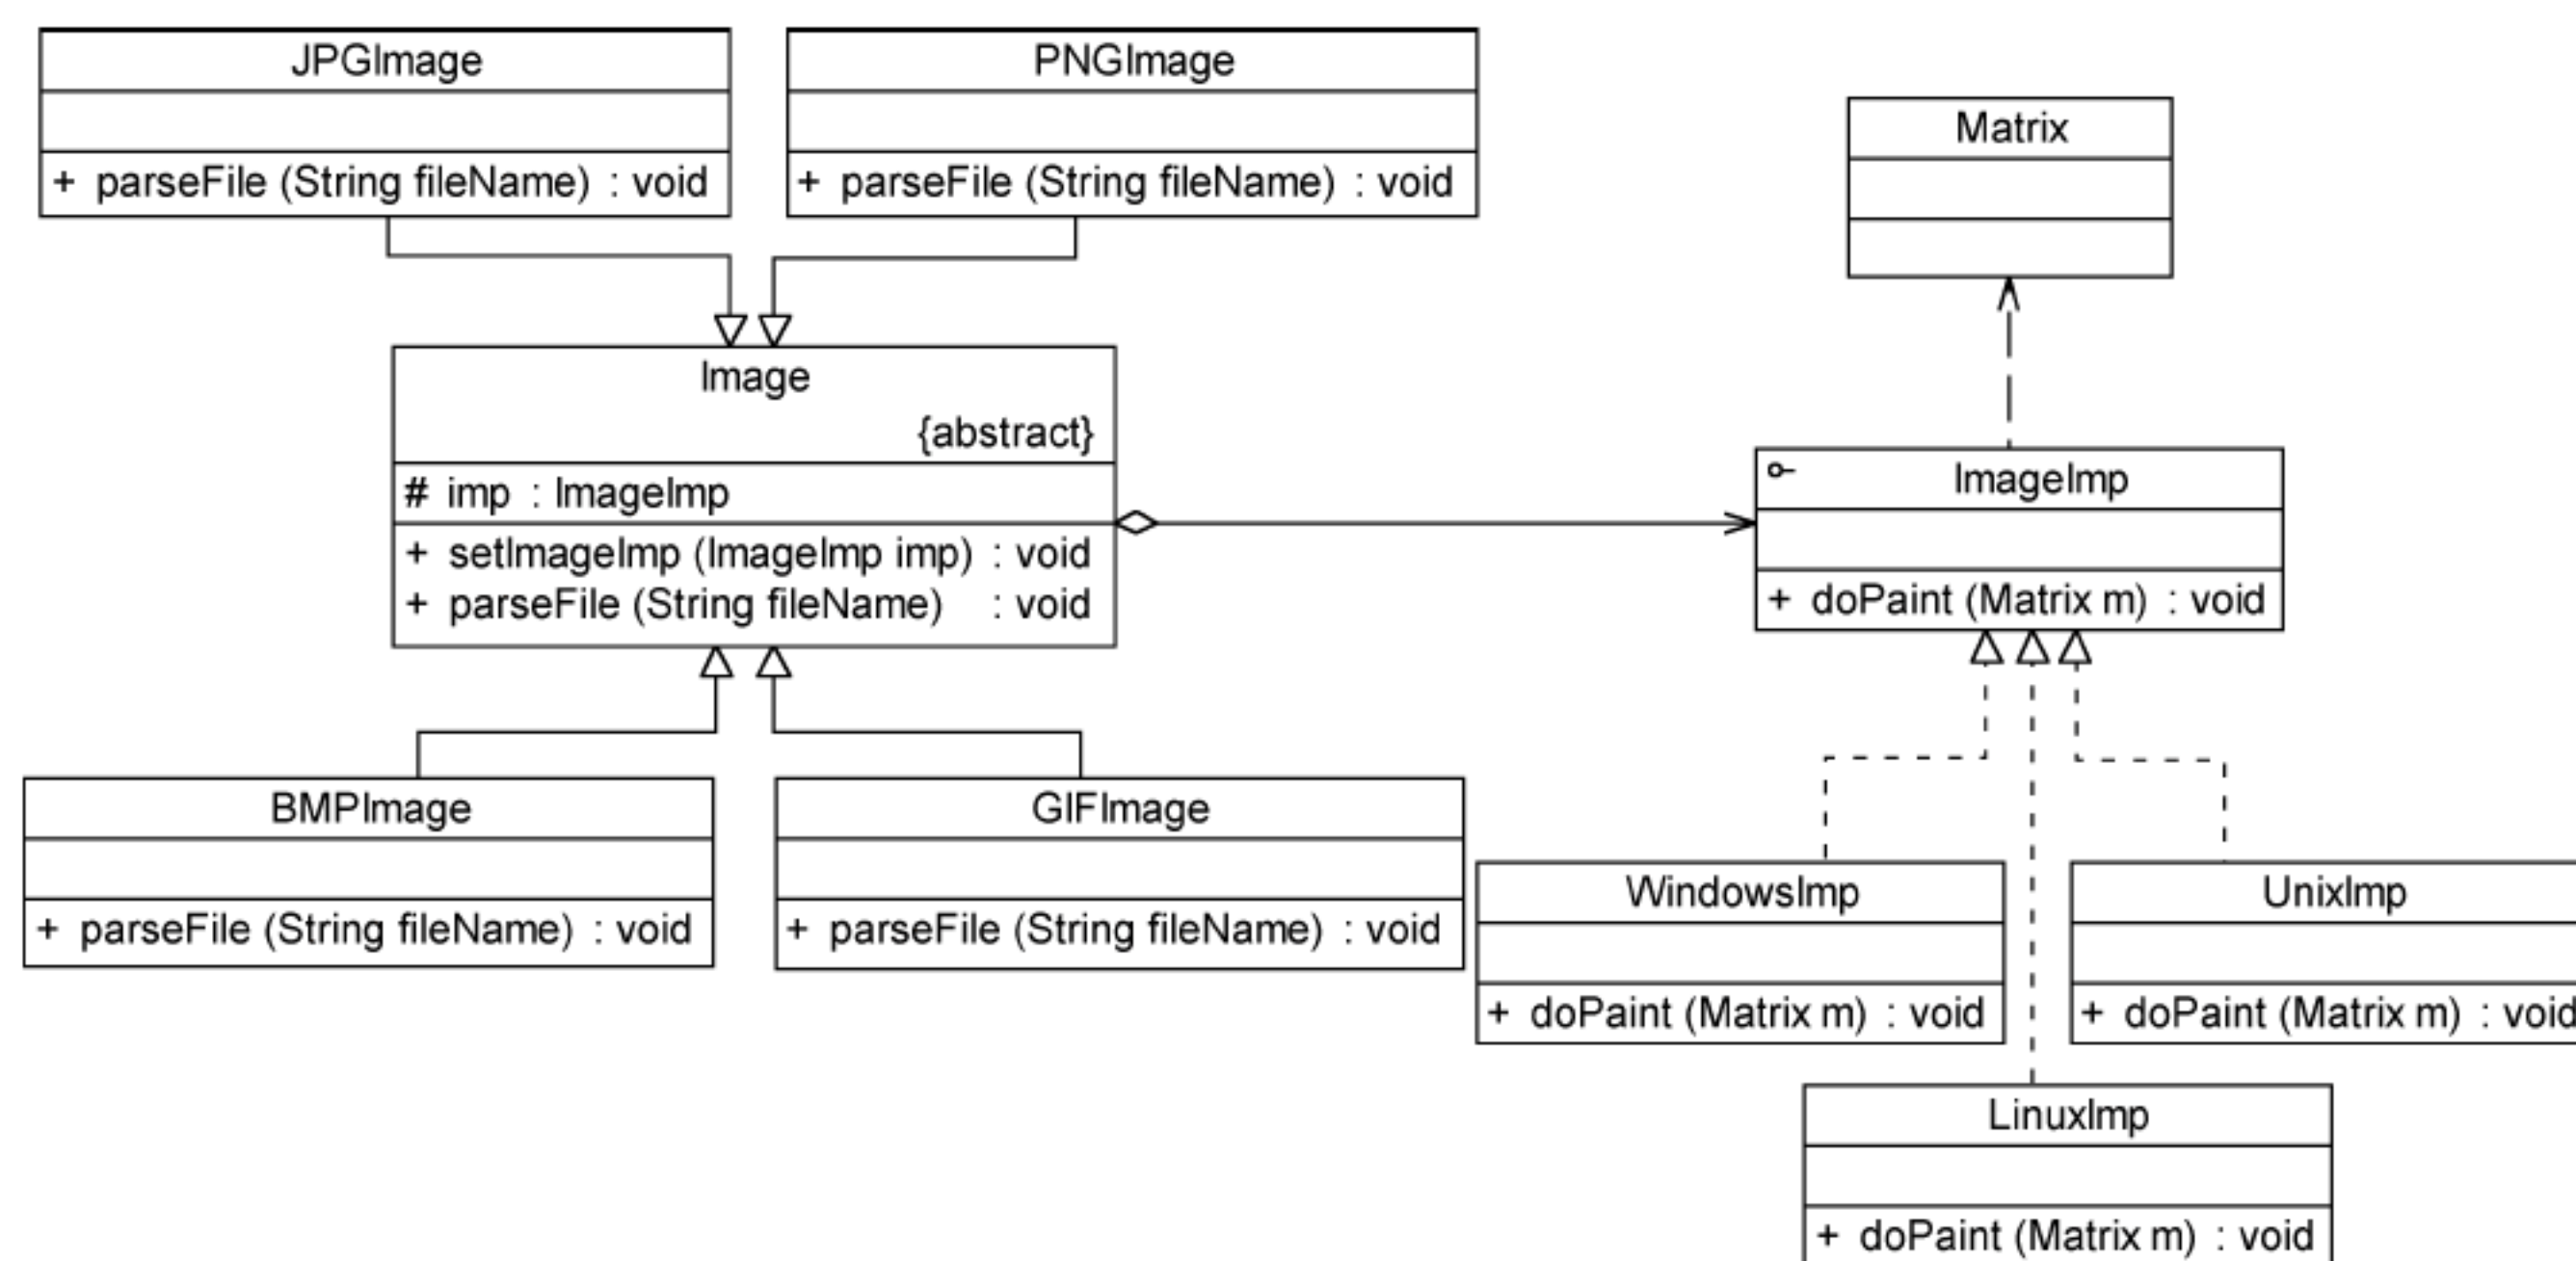 JPGImage
+ parseFile (String fileName) : void
PNGImage
+ parseFile (String fileName) : void
Matrix
Image
{abstract}
# imp : ImageImp
+ setImageImp (ImageImp imp) : void
+ parseFile (String fileName) : void
ImageImp
+ doPaint (Matrix m) : void
BMPImage
+ parseFile (String fileName) : void
GIFImage
+ parseFile (String fileName) : void
WindowsImp
+ doPaint (Matrix m) : void
UnixImp
+ doPaint (Matrix m) : void
LinuxImp
+ doPaint (Matrix m) : void